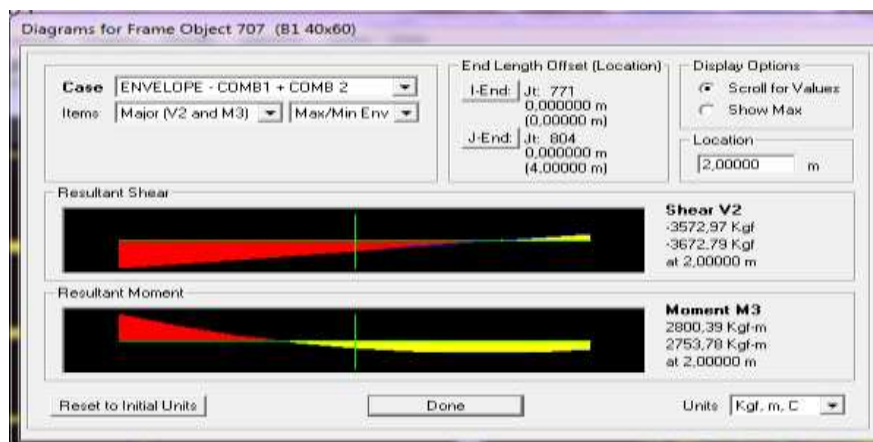 Diagrams for Frame Object 707 (B1 40x60)
Case ENVELOPE - COMB1 + COMB 2
Items Major (V2 and M3) Max/Min Env
End Length Offset (Location)
I-End: Jt: 771
0,000000 m
(0,00000 m)
J-End: Jt: 804
0,000000 m
(4,00000 m)
Display Options
Scroll for Values
Show Max
Location
2,00000 m
Resultant Shear
Shear V2
-3572,97 Kgf
-3672,79 Kgf
at 2,00000 m
Resultant Moment
Moment M3
2800,39 Kgf-m
2753,78 Kgf-m
at 2,00000 m
Reset to Initial Units
Done
Units Kgf, m, C